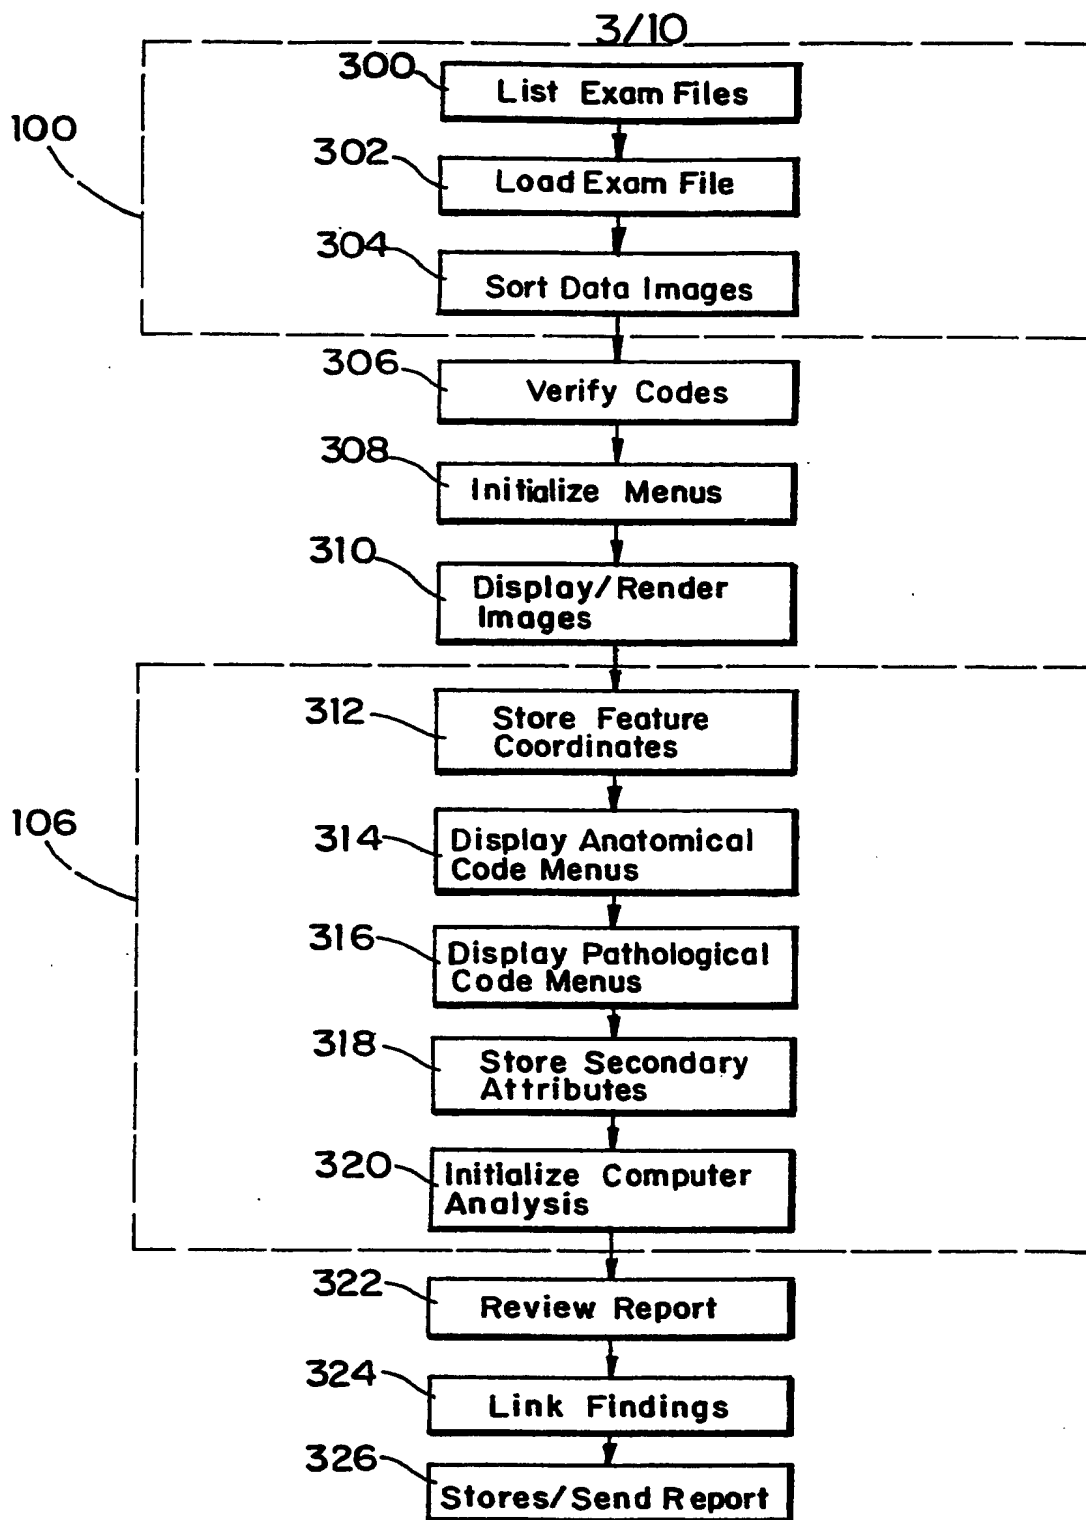 3/10
300
List Exam Files
100
302
Load Exam File
304
Sort Data Images
306
Verify Codes
308
Initialize Menus
310
Display/Render
Images
312
Store Feature
Coordinates
106
314
Display Anatomical
Code Menus
316
Display Pathological
Code Menus
318
Store Secondary
Attributes
320
Initialize Computer
Analysis
322
Review Report
324
Link Findings
326
Stores/Send Report